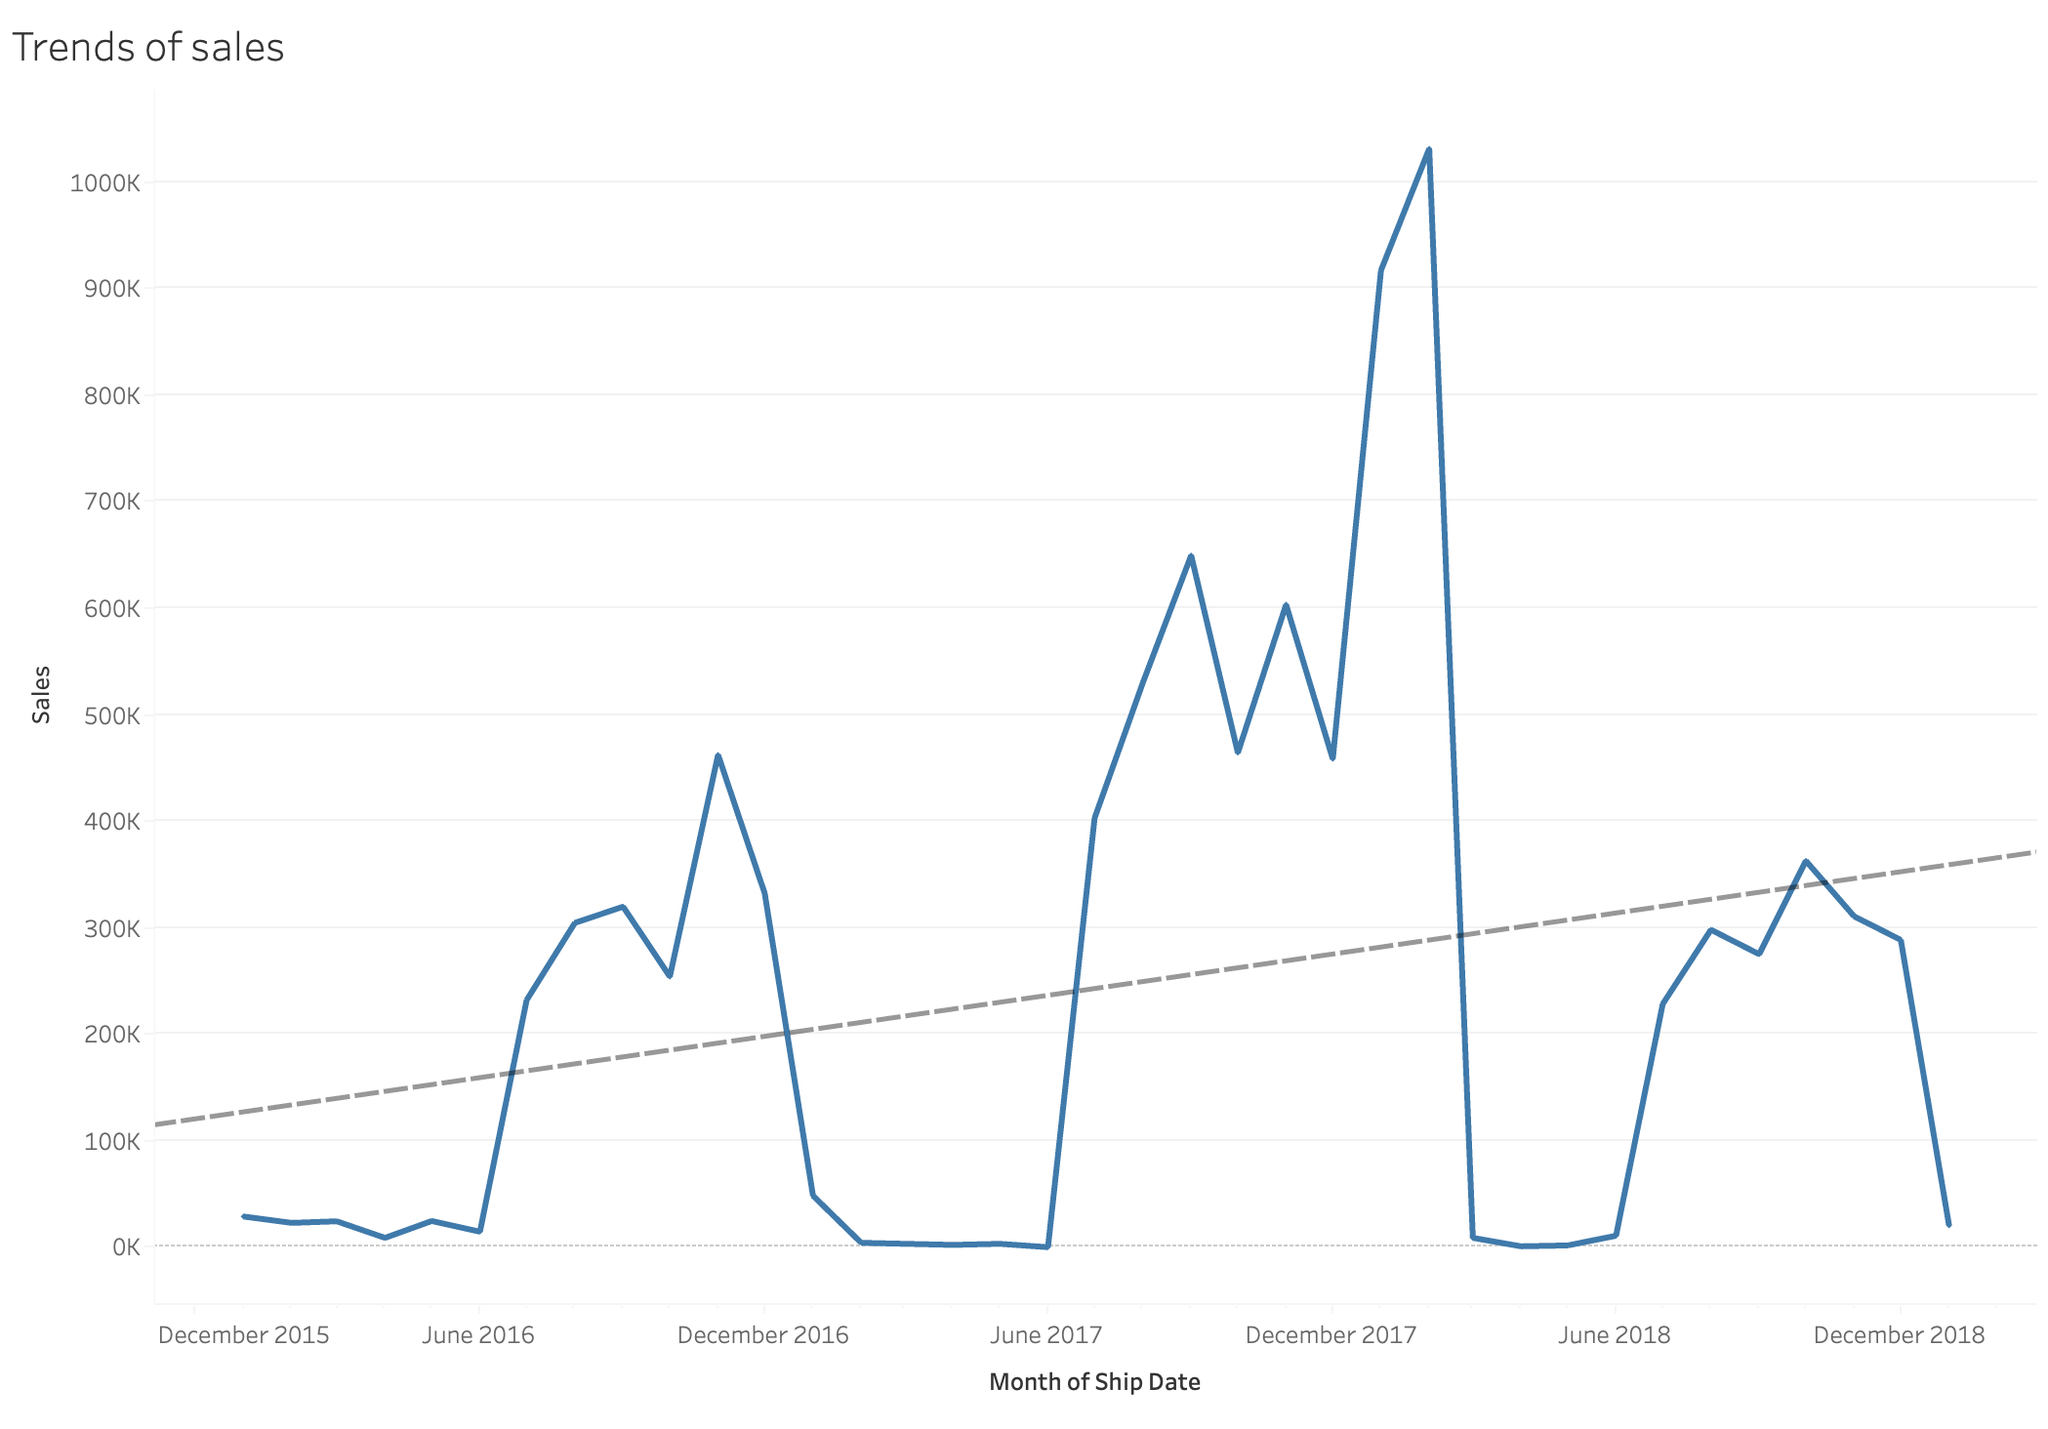 Trends of sales
1000K
900K
800K
700K
600K
500K
400K
300K
200K
100K
0K
Sales
December 2015 June 2016 December 2016 June 2017 December 2017 June 2018 December 2018
Month of Ship Date